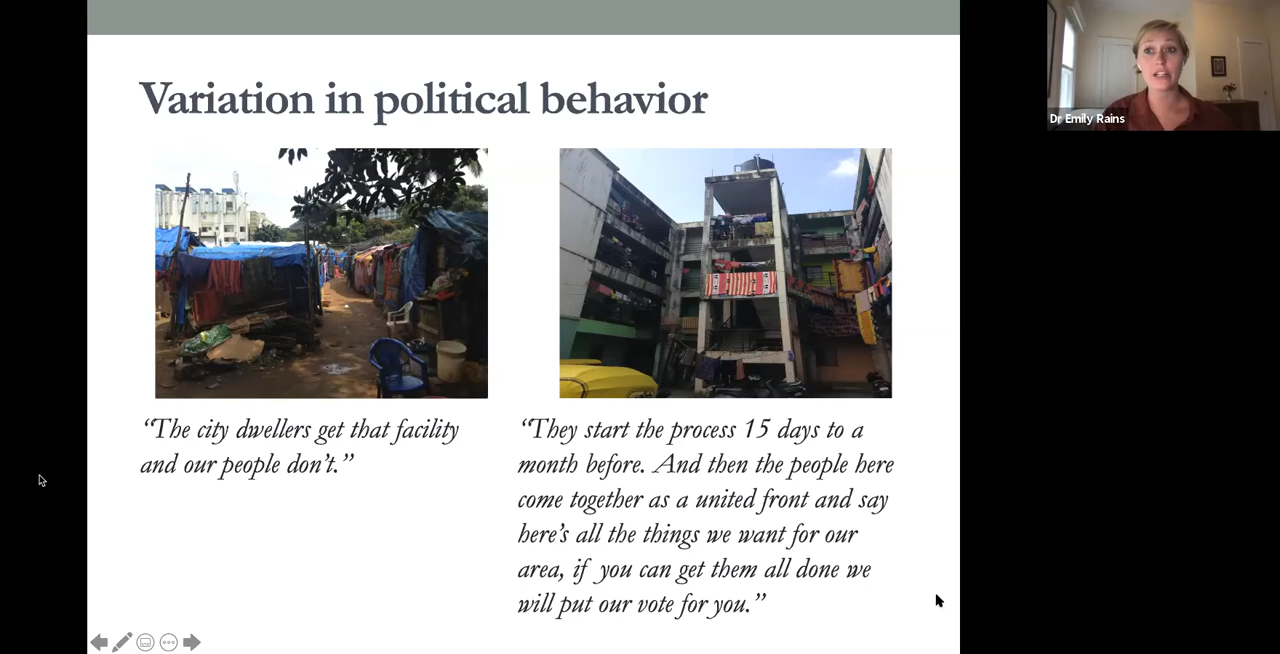 Variation in political behavior
“The city dwellers get that facility
and our people don’t.”
“They start the process 15 days to a
month before. And then the people here
come together as a united front and say
here’s all the things we want for our
area, if you can get them all done we
will put our vote for you.”
Dr Emily Rains